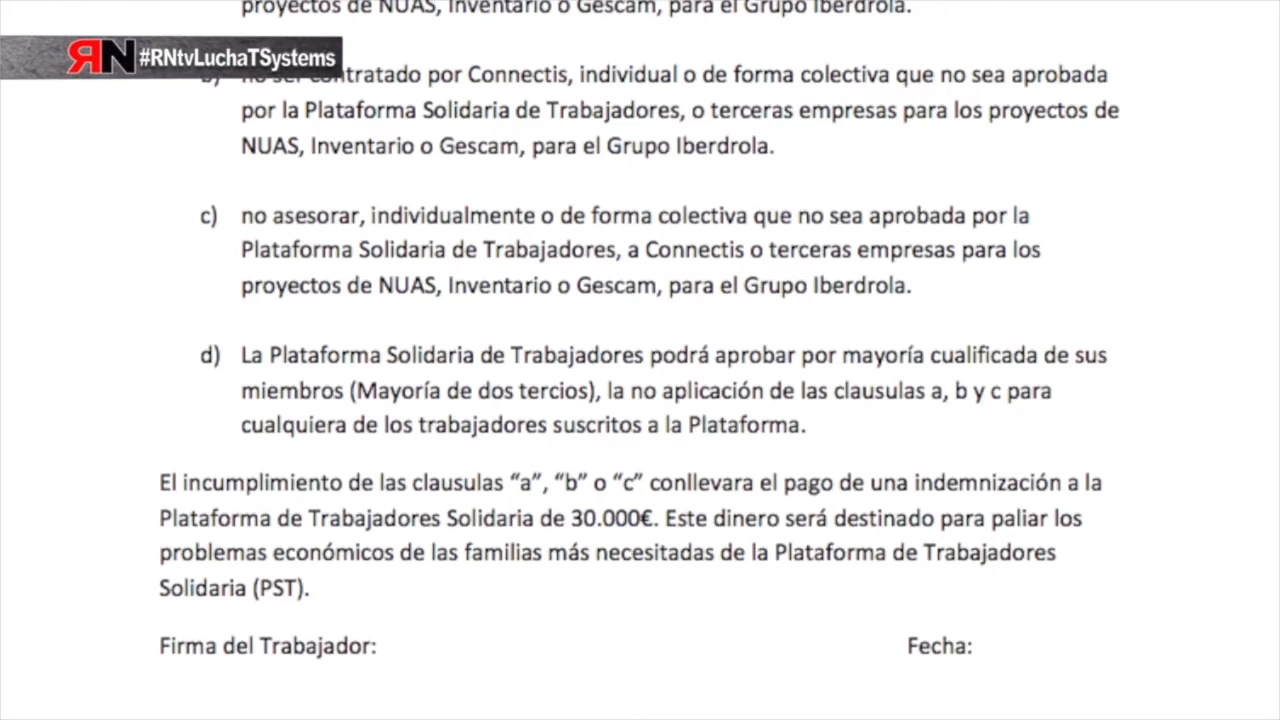 proyectos de NUAS, Inventario o Gescam, para el Grupo Iberdrola.
RN #RNtvLuchaTSystems
b) no ser contratado por Connectis, individual o de forma colectiva que no sea aprobada
por la Plataforma Solidaria de Trabajadores, o terceras empresas para los proyectos de
NUAS, Inventario o Gescam, para el Grupo Iberdrola.
c) no asesorar, individualmente o de forma colectiva que no sea aprobada por la
Plataforma Solidaria de Trabajadores, a Connectis o terceras empresas para los
proyectos de NUAS, Inventario o Gescam, para el Grupo Iberdrola.
d) La Plataforma Solidaria de Trabajadores podrá aprobar por mayoría cualificada de sus
miembros (Mayoría de dos tercios), la no aplicación de las clausulas a, b y c para
cualquiera de los trabajadores suscritos a la Plataforma.
El incumplimiento de las clausulas “a”, “b” o “c” conllevara el pago de una indemnización a la
Plataforma de Trabajadores Solidaria de 30.000€. Este dinero será destinado para paliar los
problemas económicos de las familias más necesitadas de la Plataforma de Trabajadores
Solidaria (PST).
Firma del Trabajador: Fecha: